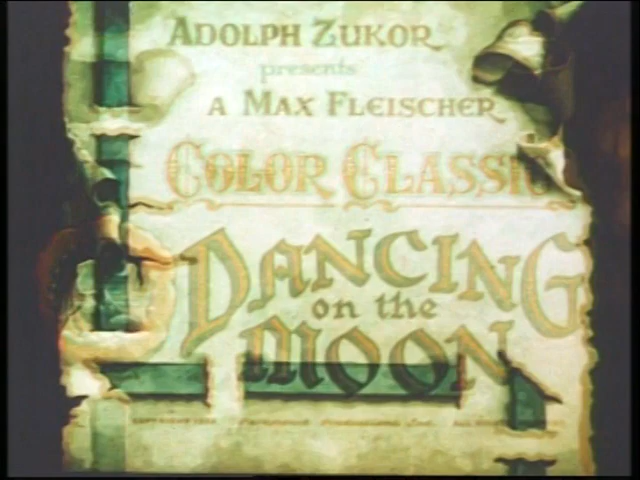 ADOLPH ZUKOR
presents
A MAX FLEISCHER
COLOR CLASSIC
DANCING
on the
MOON